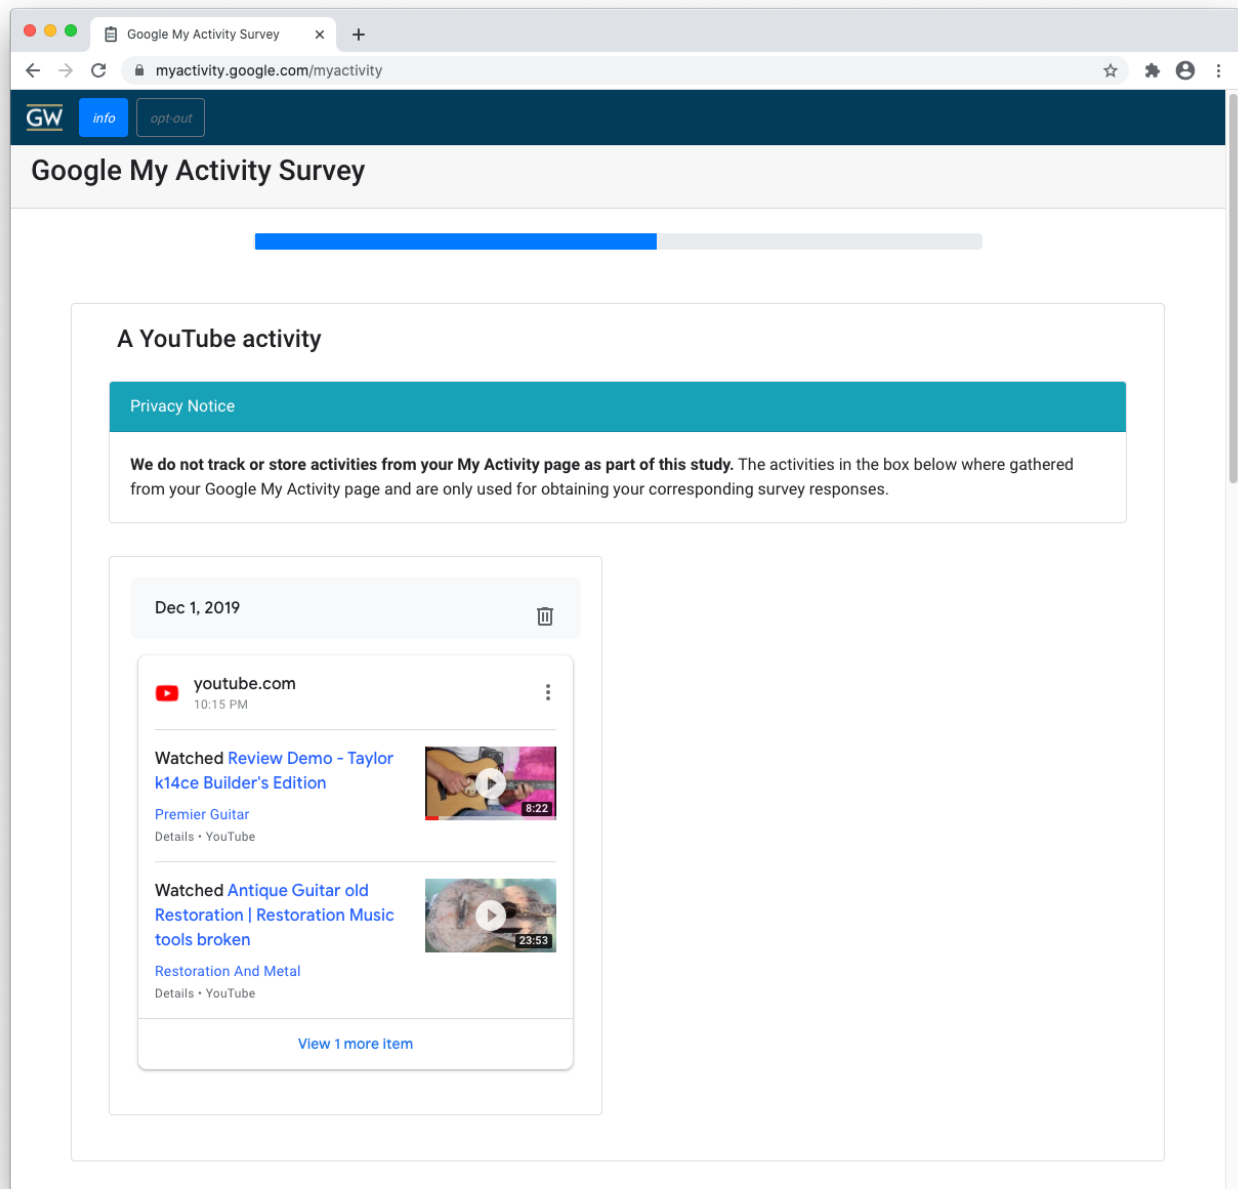 Google My Activity Survey
myactivity.google.com/myactivity
GW
info
opt-out
Google My Activity Survey
A YouTube activity
Privacy Notice
We do not track or store activities from your My Activity page as part of this study. The activities in the box below where gathered
from your Google My Activity page and are only used for obtaining your corresponding survey responses.
Dec 1, 2019
youtube.com
10:15 PM
Watched Review Demo - Taylor
k14ce Builder's Edition
8:22
Premier Guitar
Details • YouTube
Watched Antique Guitar old
Restoration | Restoration Music
tools broken
23:53
Restoration And Metal
Details • YouTube
View 1 more item